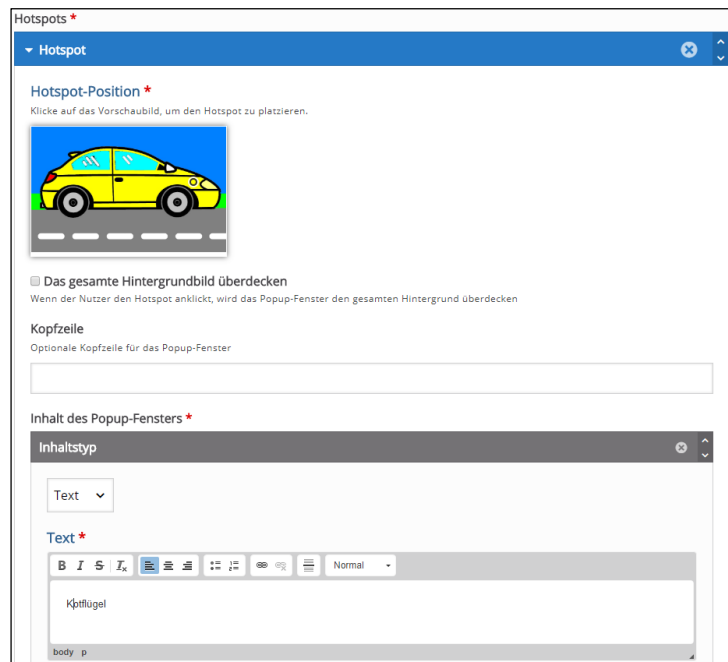 Hotspots *
Hotspot
Hotspot-Position *
Klicke auf das Vorschaubild, um den Hotspot zu platzieren.
Das gesamte Hintergrundbild überdecken
Wenn der Nutzer den Hotspot anklickt, wird das Popup-Fenster den gesamten Hintergrund überdecken
Kopfzeile
Optionale Kopfzeile für das Popup-Fenster
Inhalt des Popup-Fensters *
Inhaltstyp
Text
Text *
B I S Tx Normal
Kotflügel
body p